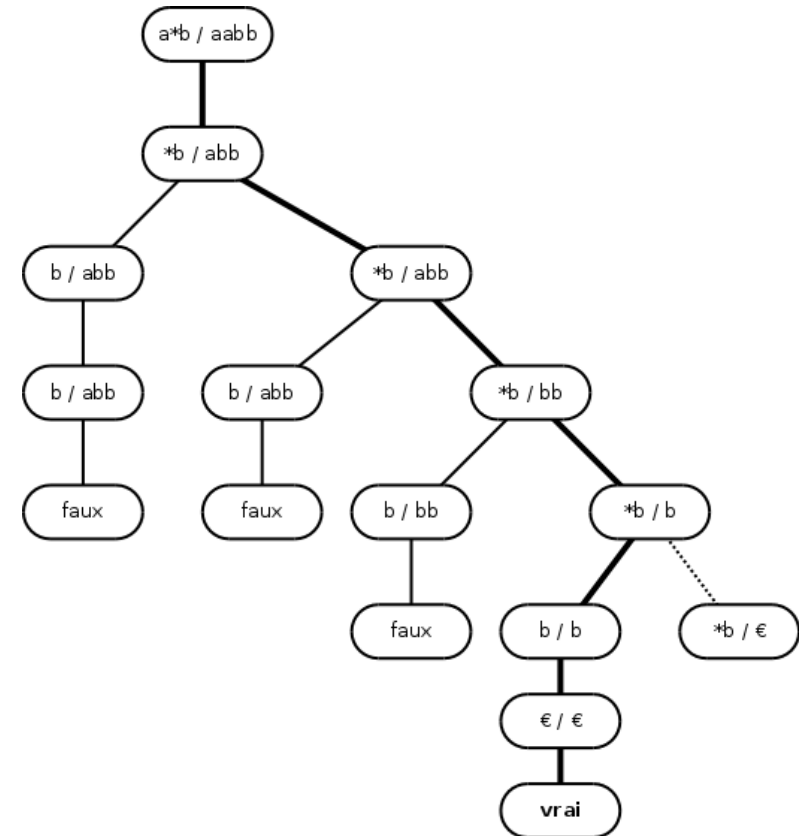 a*b / aabb
*b / abb
b / abb
*b / abb
b / abb
b / abb
*b / bb
faux
faux
b / bb
*b / b
faux
b / b
*b / €
€ / €
vrai